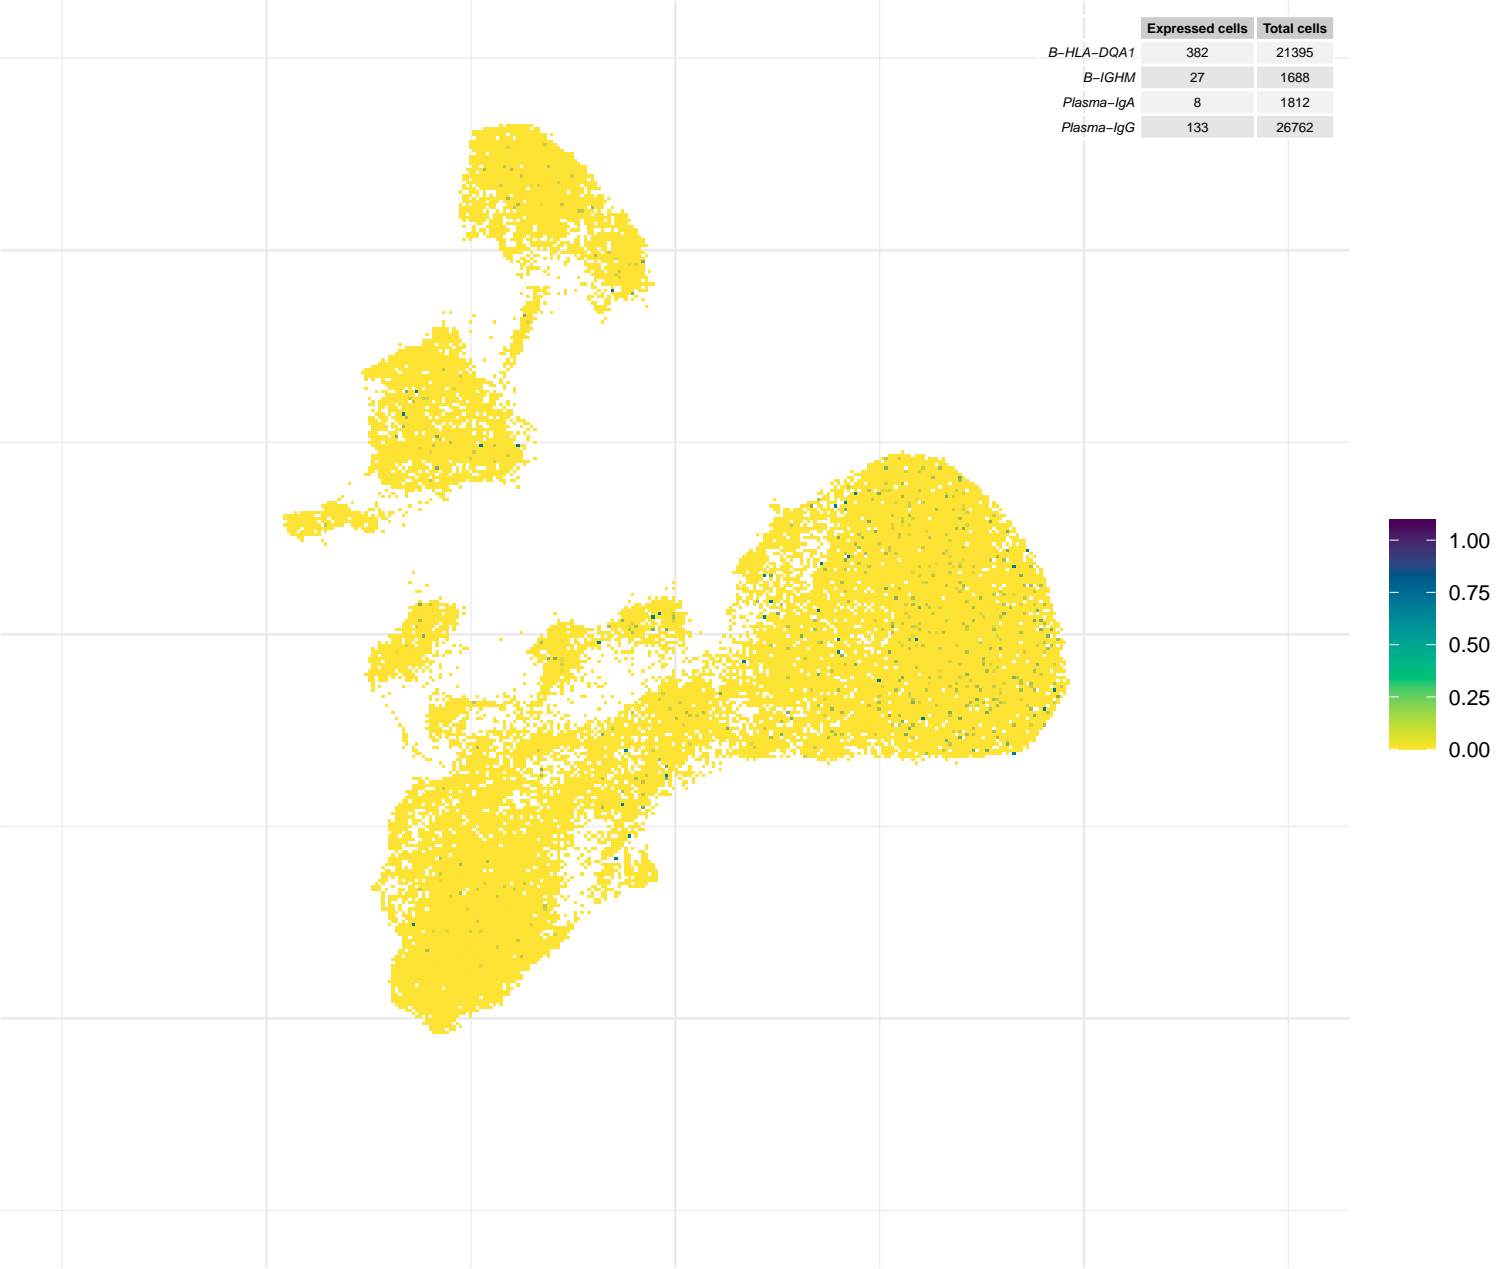 Expressed cells Total cells
B−HLA−DQA1 382 21395
B−IGHM 27 1688
Plasma−IgA 8 1812
Plasma−IgG 133 26762
1.00
0.75
0.50
0.25
0.00